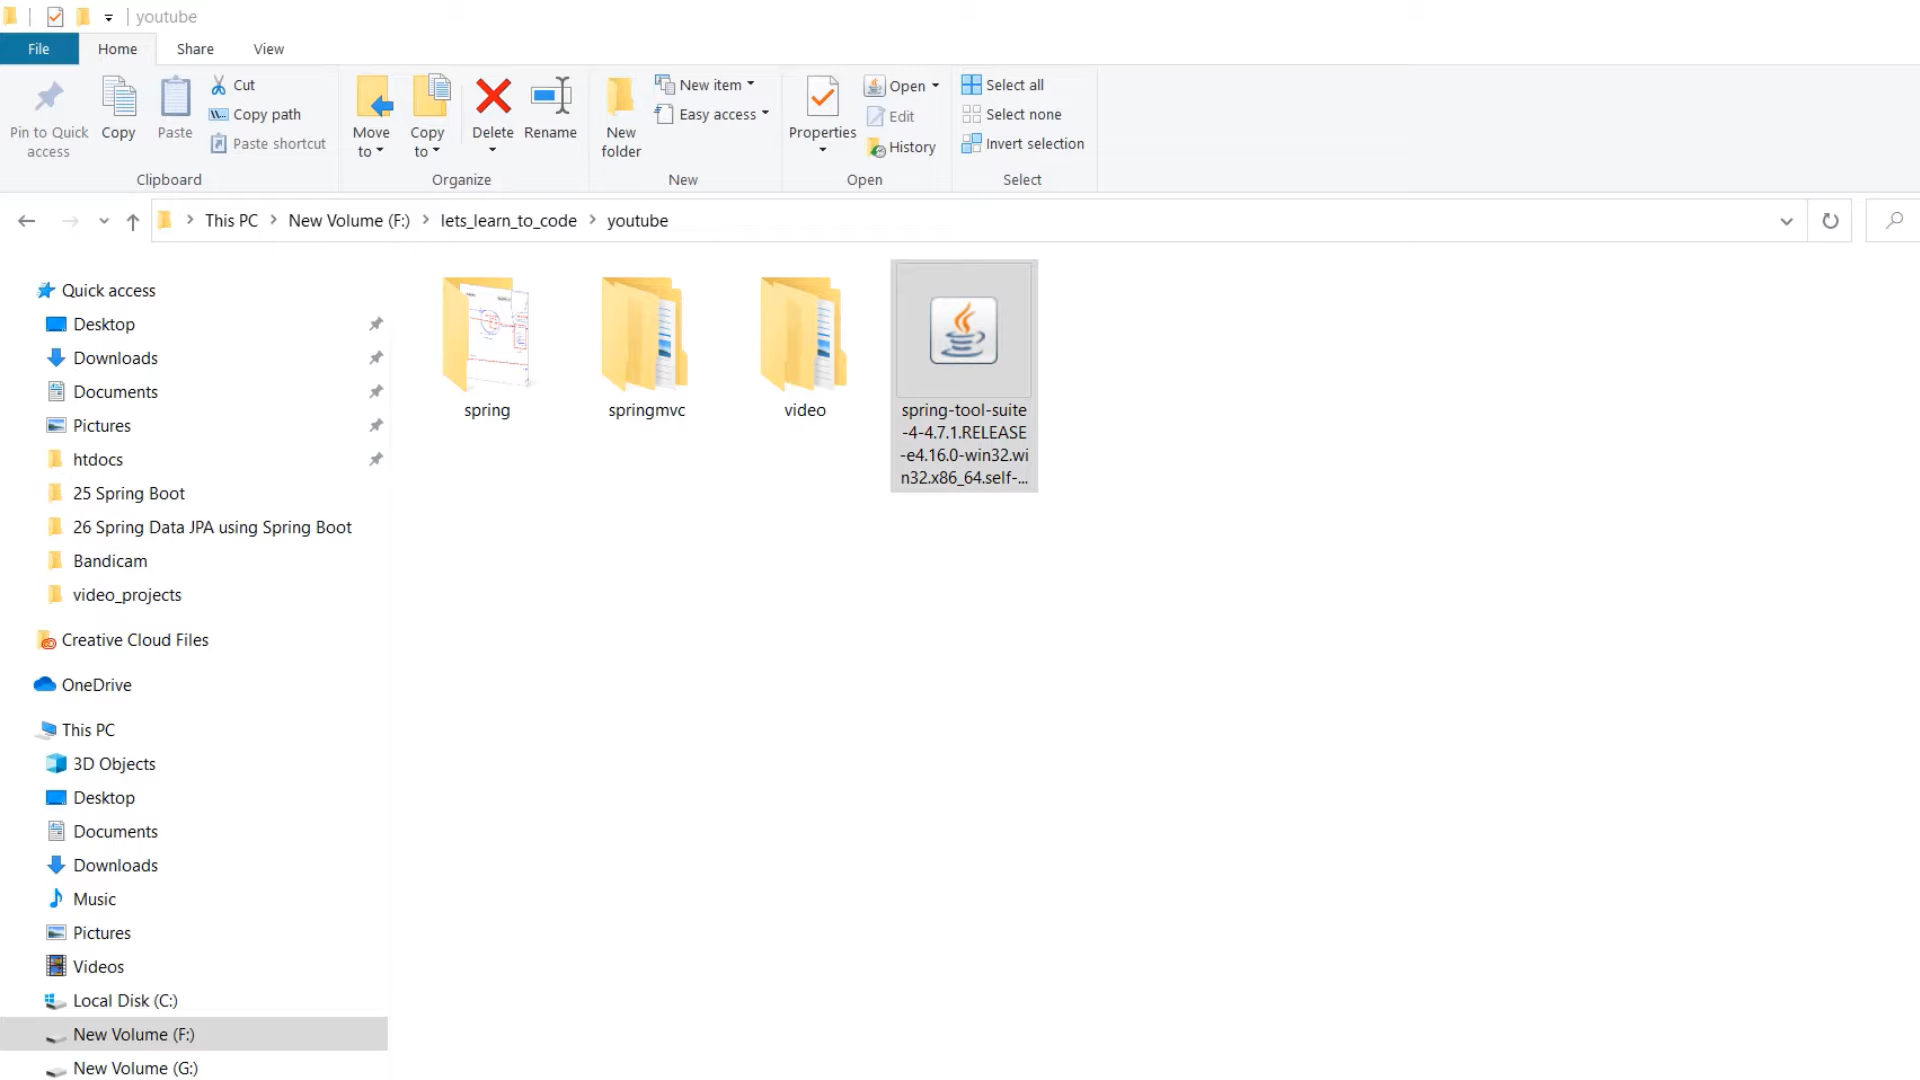 youtube
File Home Share View
Pin to Quick access
Copy
Paste
Cut
Copy path
Paste shortcut
Clipboard
Move to
Copy to
Delete
Rename
Organize
New folder
New item
Easy access
New
Properties
Open
Edit
History
Open
Select all
Select none
Invert selection
Select
This PC > New Volume (F:) > lets_learn_to_code > youtube
Quick access
Desktop
Downloads
Documents
Pictures
htdocs
25 Spring Boot
26 Spring Data JPA using Spring Boot
Bandicam
video_projects
Creative Cloud Files
OneDrive
This PC
3D Objects
Desktop
Documents
Downloads
Music
Pictures
Videos
Local Disk (C:)
New Volume (F:)
New Volume (G:)
spring
springmvc
video
spring-tool-suite
-4-4.7.1.RELEASE
-e4.16.0-win32.wi
n32.x86_64.self-...